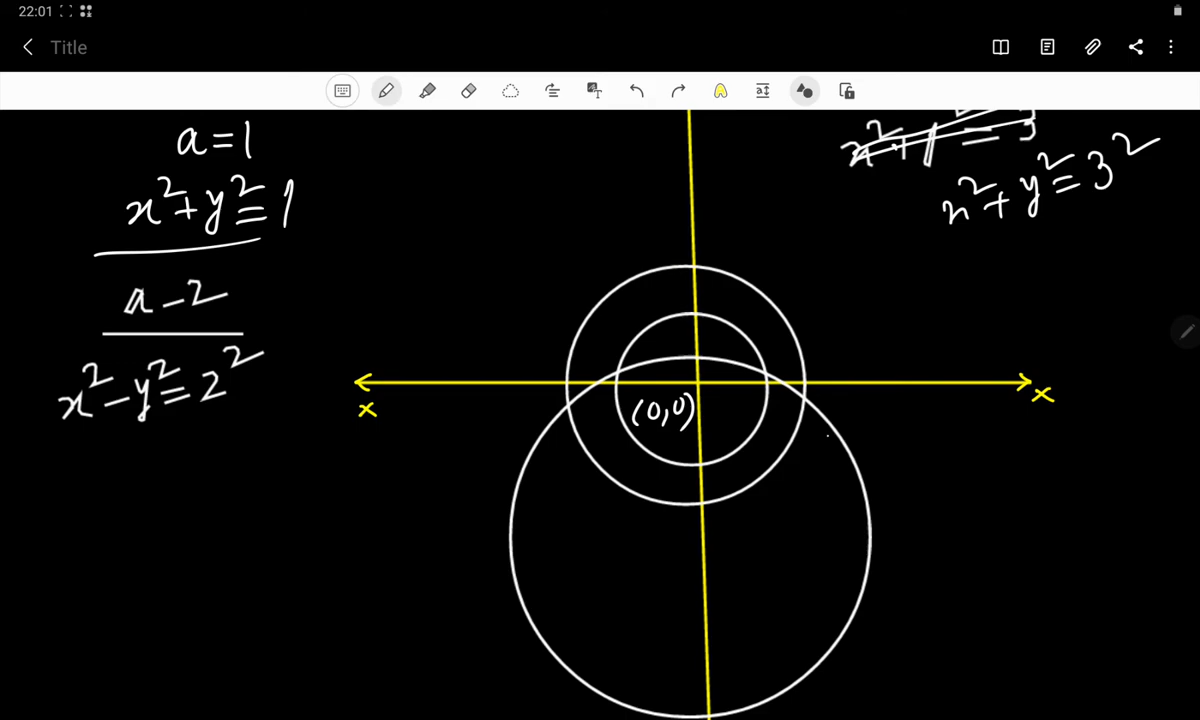 22:01
Title
a=1
x²+y²=1
a-2
x²-y²=2²
x²+y²=3²
(0,0)
x
x